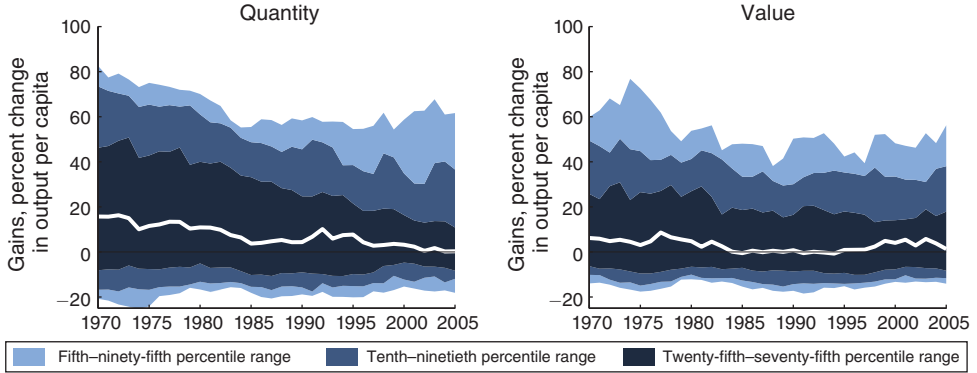 Quantity
Gains, percent change
in output per capita
100
80
60
40
20
0
−20
1970 1975 1980 1985 1990 1995 2000 2005
Value
Gains, percent change
in output per capita
100
80
60
40
20
0
−20
1970 1975 1980 1985 1990 1995 2000 2005
Fifth–ninety-fifth percentile range
Tenth–ninetieth percentile range
Twenty-fifth–seventy-fifth percentile range